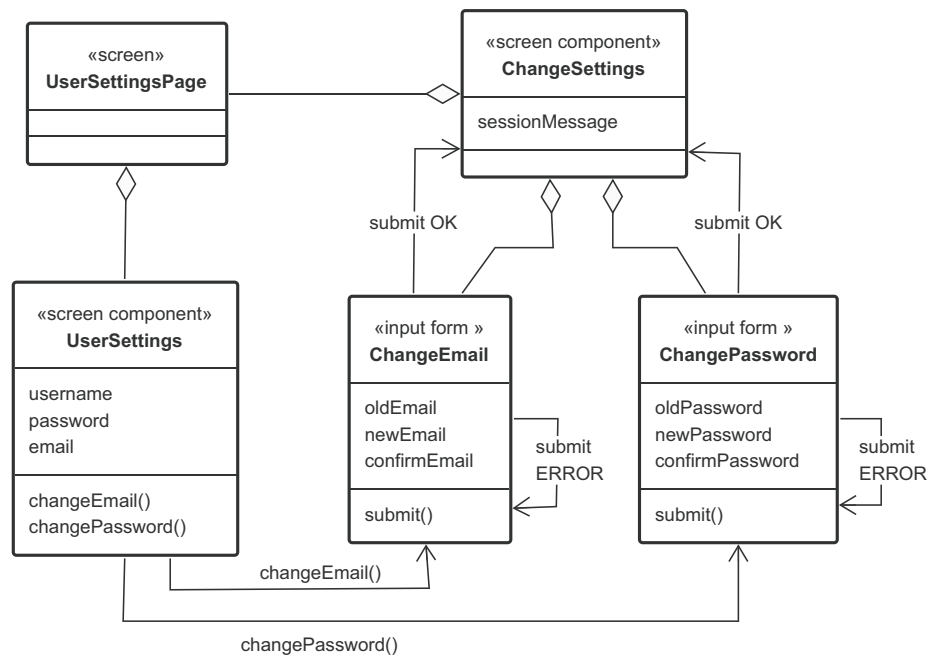 «screen»
UserSettingsPage
«screen component»
ChangeSettings
sessionMessage
submit OK
submit OK
«screen component»
UserSettings
username
password
email
changeEmail()
changePassword()
«input form »
ChangeEmail
oldEmail
newEmail
confirmEmail
submit()
submit
ERROR
«input form »
ChangePassword
oldPassword
newPassword
confirmPassword
submit()
submit
ERROR
changeEmail()
changePassword()